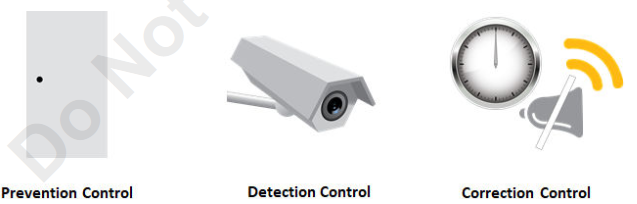 Do Not
Prevention Control
Detection Control
Correction Control